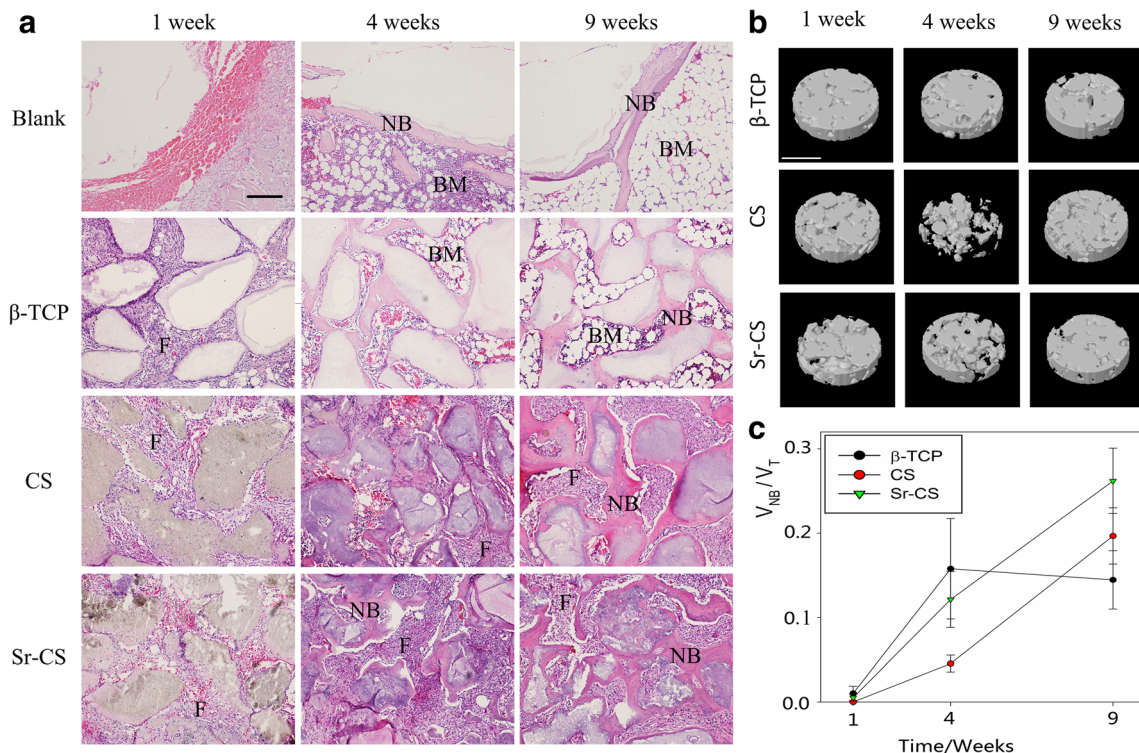 a
1 week 4 weeks 9 weeks
Blank
NB
BM
NB
BM
β-TCP
F
BM
BM
NB
CS
F
F
F
NB
Sr-CS
F
NB
F
F
NB
b
1 week 4 weeks 9 weeks
β-TCP
CS
Sr-CS
c
V_NB / V_T
0.3
0.2
0.1
0.0
β-TCP
CS
Sr-CS
1 4 9
Time/Weeks